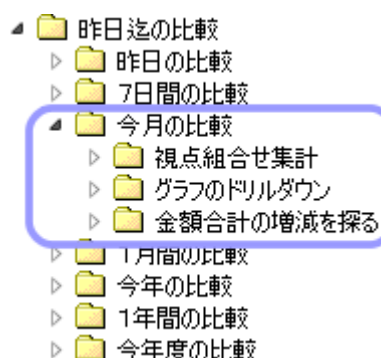 昨日迄の比較
昨日の比較
7日間の比較
今月の比較
視点組合せ集計
グラフのドリルダウン
金額合計の増減を探る
1月間の比較
今年の比較
1年間の比較
今年度の比較